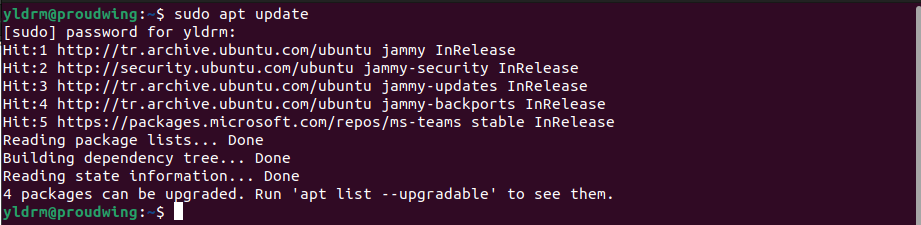 yldrm@proudwing:~$ sudo apt update
[sudo] password for yldrm:
Hit:1 http://tr.archive.ubuntu.com/ubuntu jammy InRelease
Hit:2 http://security.ubuntu.com/ubuntu jammy-security InRelease
Hit:3 http://tr.archive.ubuntu.com/ubuntu jammy-updates InRelease
Hit:4 http://tr.archive.ubuntu.com/ubuntu jammy-backports InRelease
Hit:5 https://packages.microsoft.com/repos/ms-teams stable InRelease
Reading package lists... Done
Building dependency tree... Done
Reading state information... Done
4 packages can be upgraded. Run 'apt list --upgradable' to see them.
yldrm@proudwing:~$